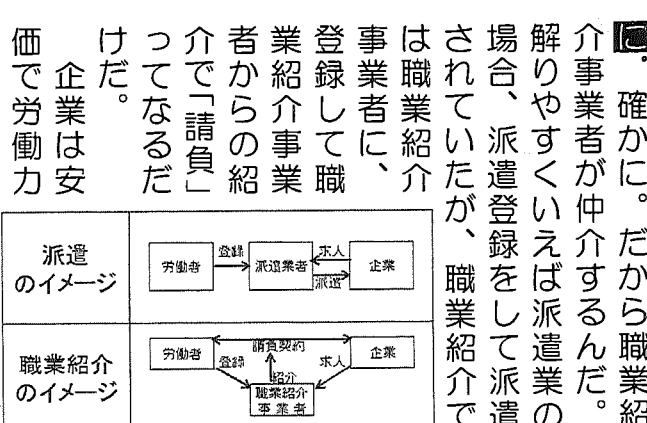 に．確かに。だから職業紹
介事業者が仲介するんだ。
解りやすくいえば派遣業の
場合、派遣登録をして派遣
されていたが、職業紹介で
は職業紹介
事業者に、
登録して職
業紹介事業
者からの紹
介で「請負」
ってなるだ
けだ。
企業は安
価で労働力
派遣
のイメージ
労働者
登録
派遣業者
求人
派遣
企業
職業紹介
のイメージ
労働者
請負契約
企業
登録
紹介
求人
職業紹介
事業者